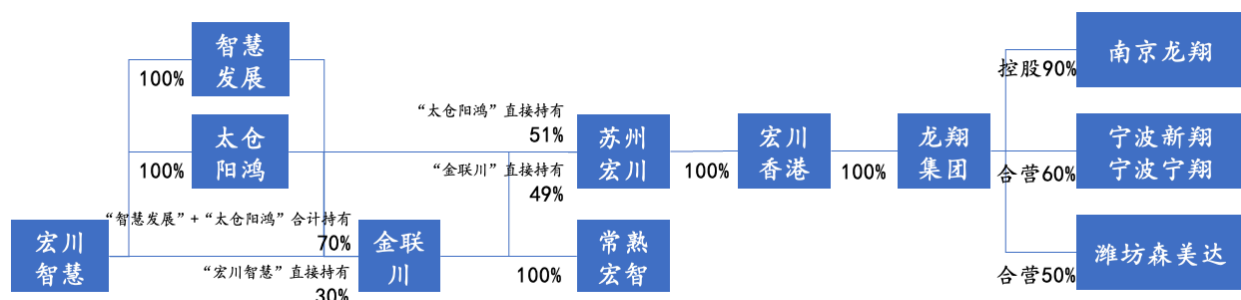 智慧
发展
100%
太仓
阳鸿
100%
宏川
智慧
“智慧发展”+“太仓阳鸿”合计持有
70%
“宏川智慧”直接持有
30%
金联
川
“太仓阳鸿”直接持有
51%
“金联川”直接持有
49%
苏州
宏川
100%
常熟
宏智
100%
宏川
香港
100%
龙翔
集团
控股90%
南京龙翔
合营60%
宁波新翔
宁波宁翔
合营50%
潍坊森美达